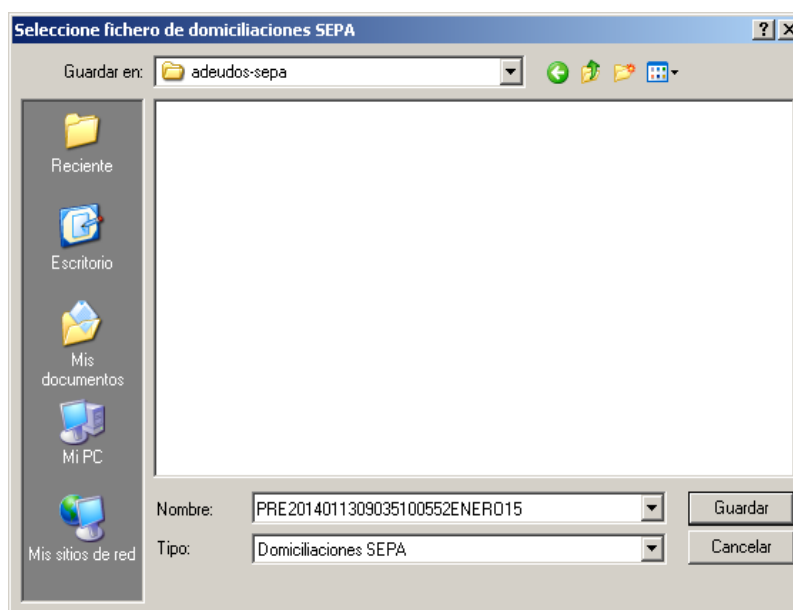 Seleccione fichero de domiciliaciones SEPA
Guardar en:
adeudos-sepa
Reciente
Escritorio
Mis
documentos
Mi PC
Mis sitios de red
Nombre:
PRE2014011309035100552ENERO15
Guardar
Tipo:
Domiciliaciones SEPA
Cancelar